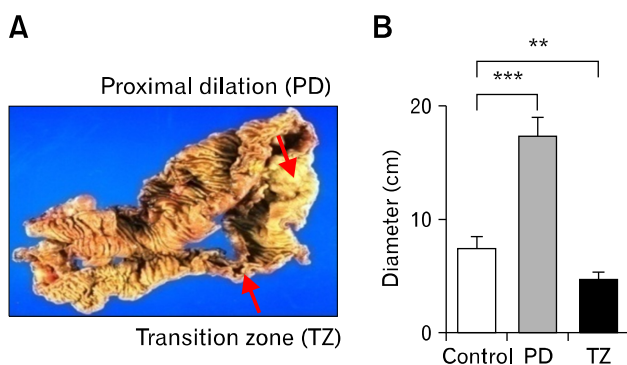 A
Proximal dilation (PD)
Transition zone (TZ)
B
**
***
Diameter (cm)
20
10
0
Control PD TZ